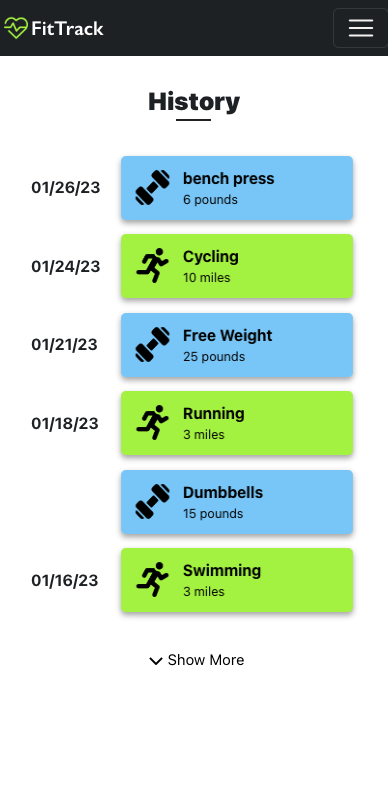 FitTrack
History
01/26/23
bench press
6 pounds
01/24/23
Cycling
10 miles
01/21/23
Free Weight
25 pounds
01/18/23
Running
3 miles
Dumbbells
15 pounds
01/16/23
Swimming
3 miles
Show More